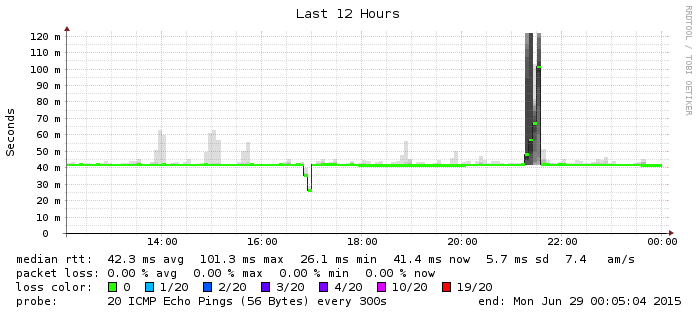 Last 12 Hours
RRDTOOL / TOBI OETIKER
Seconds
120 m
110 m
100 m
90 m
80 m
70 m
60 m
50 m
40 m
30 m
20 m
10 m
0
14:00 16:00 18:00 20:00 22:00 00:00
median rtt: 42.3 ms avg 101.3 ms max 26.1 ms min 41.4 ms now 5.7 ms sd 7.4 am/s
packet loss: 0.00 % avg 0.00 % max 0.00 % min 0.00 % now
loss color: 0 1/20 2/20 3/20 4/20 10/20 19/20
probe: 20 ICMP Echo Pings (56 Bytes) every 300s end: Mon Jun 29 00:05:04 2015